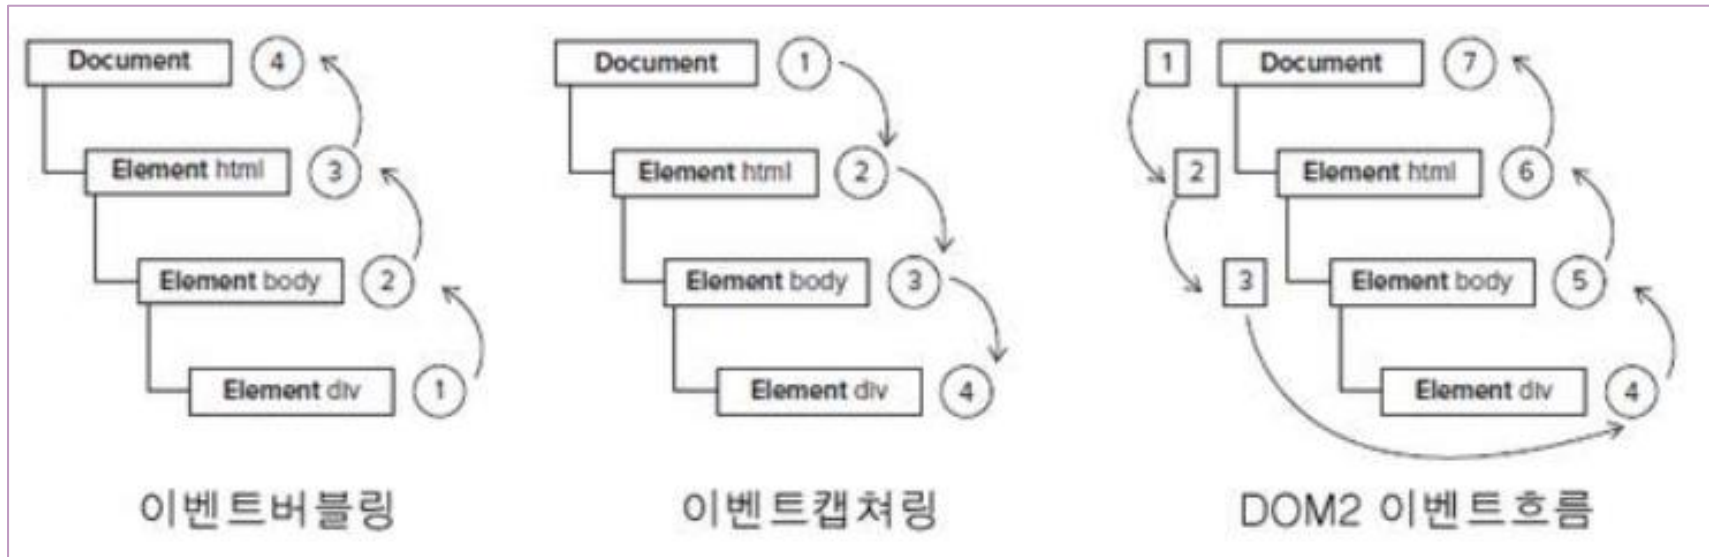 Document 4
Element html 3
Element body 2
Element div 1
이벤트버블링
Document 1
Element html 2
Element body 3
Element div 4
이벤트캡쳐링
1 Document 7
2 Element html 6
3 Element body 5
Element div 4
DOM2 이벤트흐름